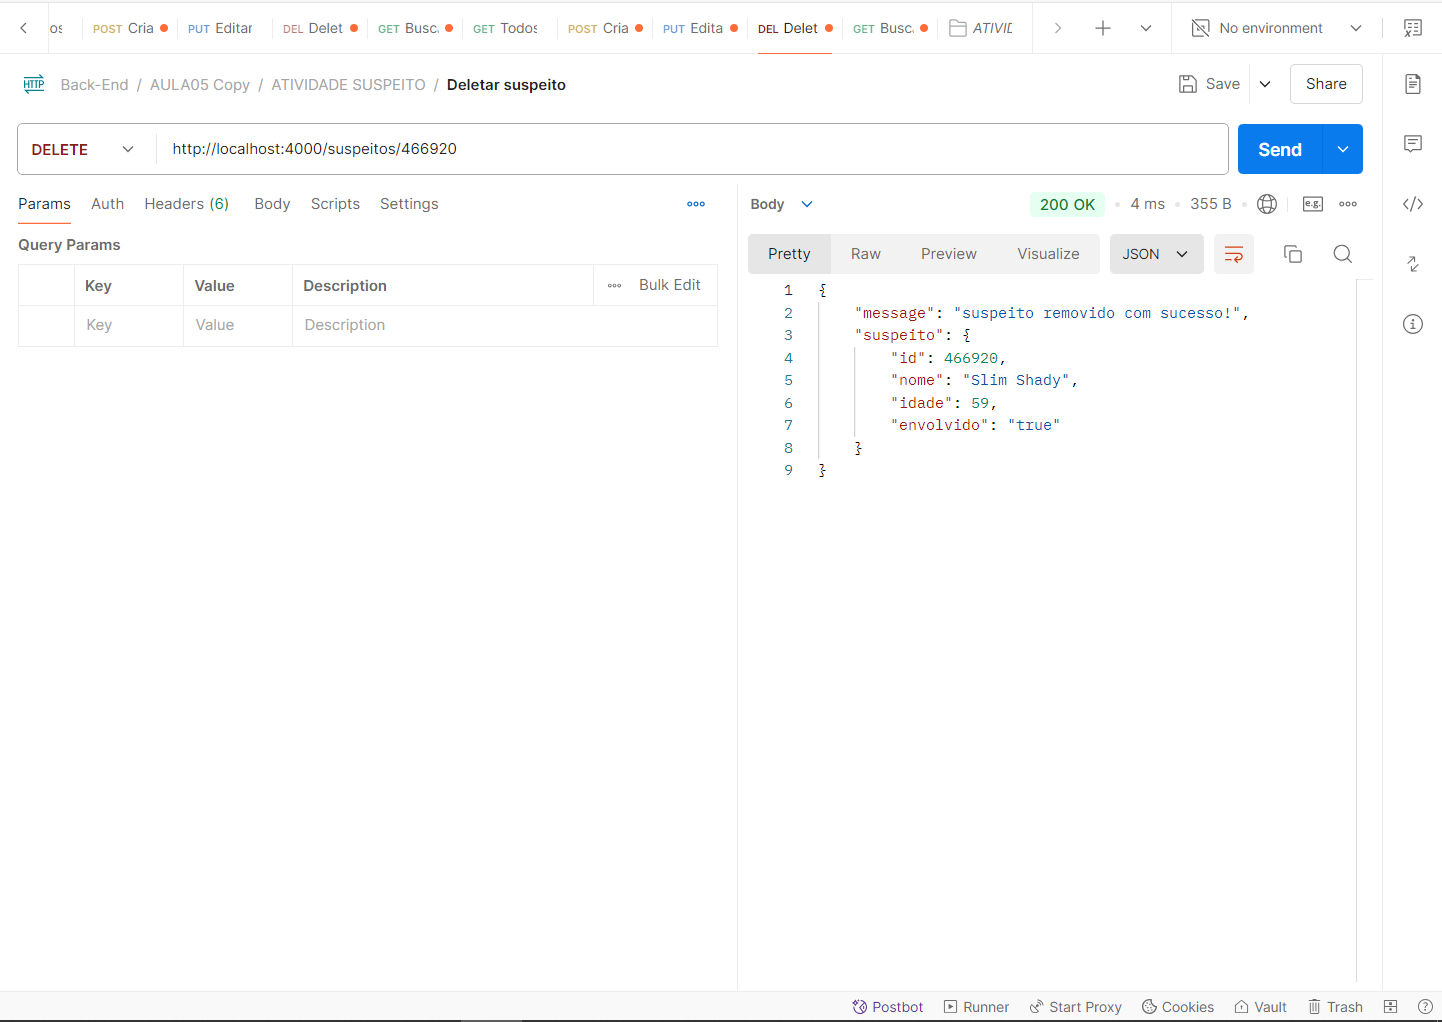 os POST Cria PUT Editar DEL Delet GET Busc GET Todos POST Cria PUT Edita DEL Delet GET Busc ATIVID No environment
HTTP Back-End / AULA05 Copy / ATIVIDADE SUSPEITO / Deletar suspeito Save Share
DELETE http://localhost:4000/suspeitos/466920 Send
Params Auth Headers (6) Body Scripts Settings
Query Params
Key Value Description Bulk Edit
Key Value Description
Body 200 OK 4 ms 355 B e.g.
Pretty Raw Preview Visualize JSON
1 {
2 "message": "suspeito removido com sucesso!",
3 "suspeito": {
4 "id": 466920,
5 "nome": "Slim Shady",
6 "idade": 59,
7 "envolvido": "true"
8 }
9 }
Postbot Runner Start Proxy Cookies Vault Trash